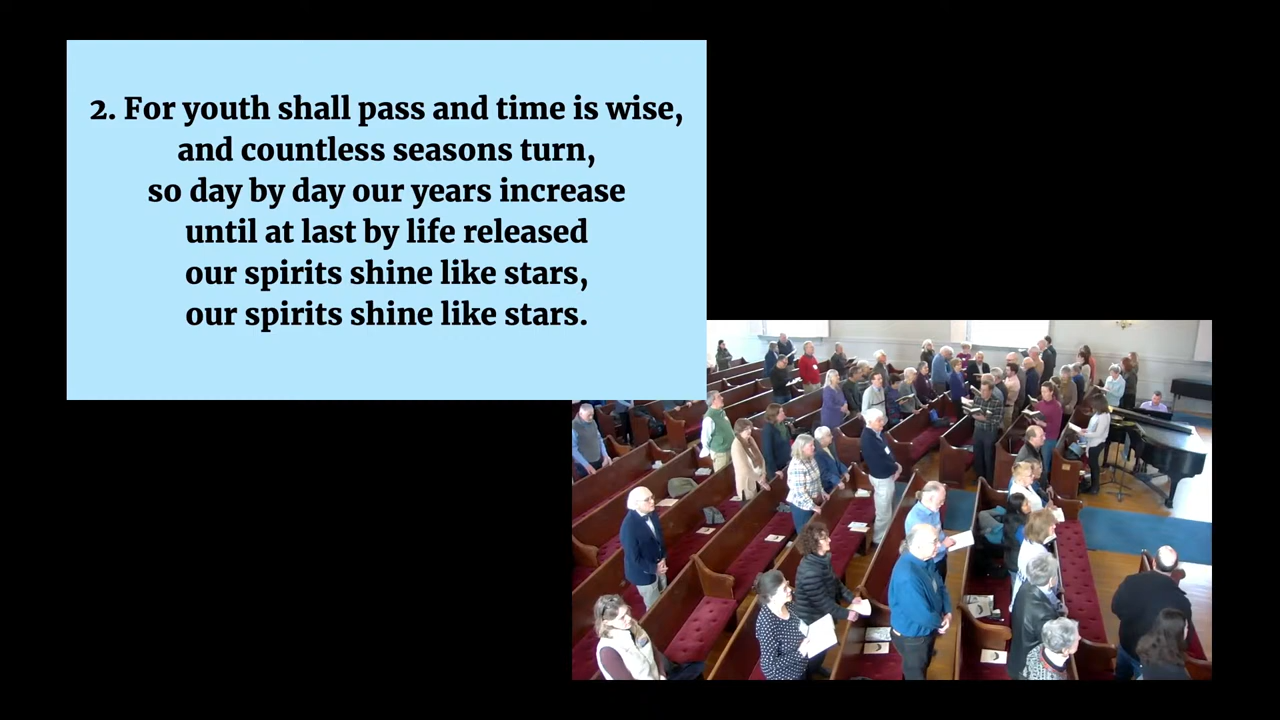 2. For youth shall pass and time is wise,
and countless seasons turn,
so day by day our years increase
until at last by life released
our spirits shine like stars,
our spirits shine like stars.